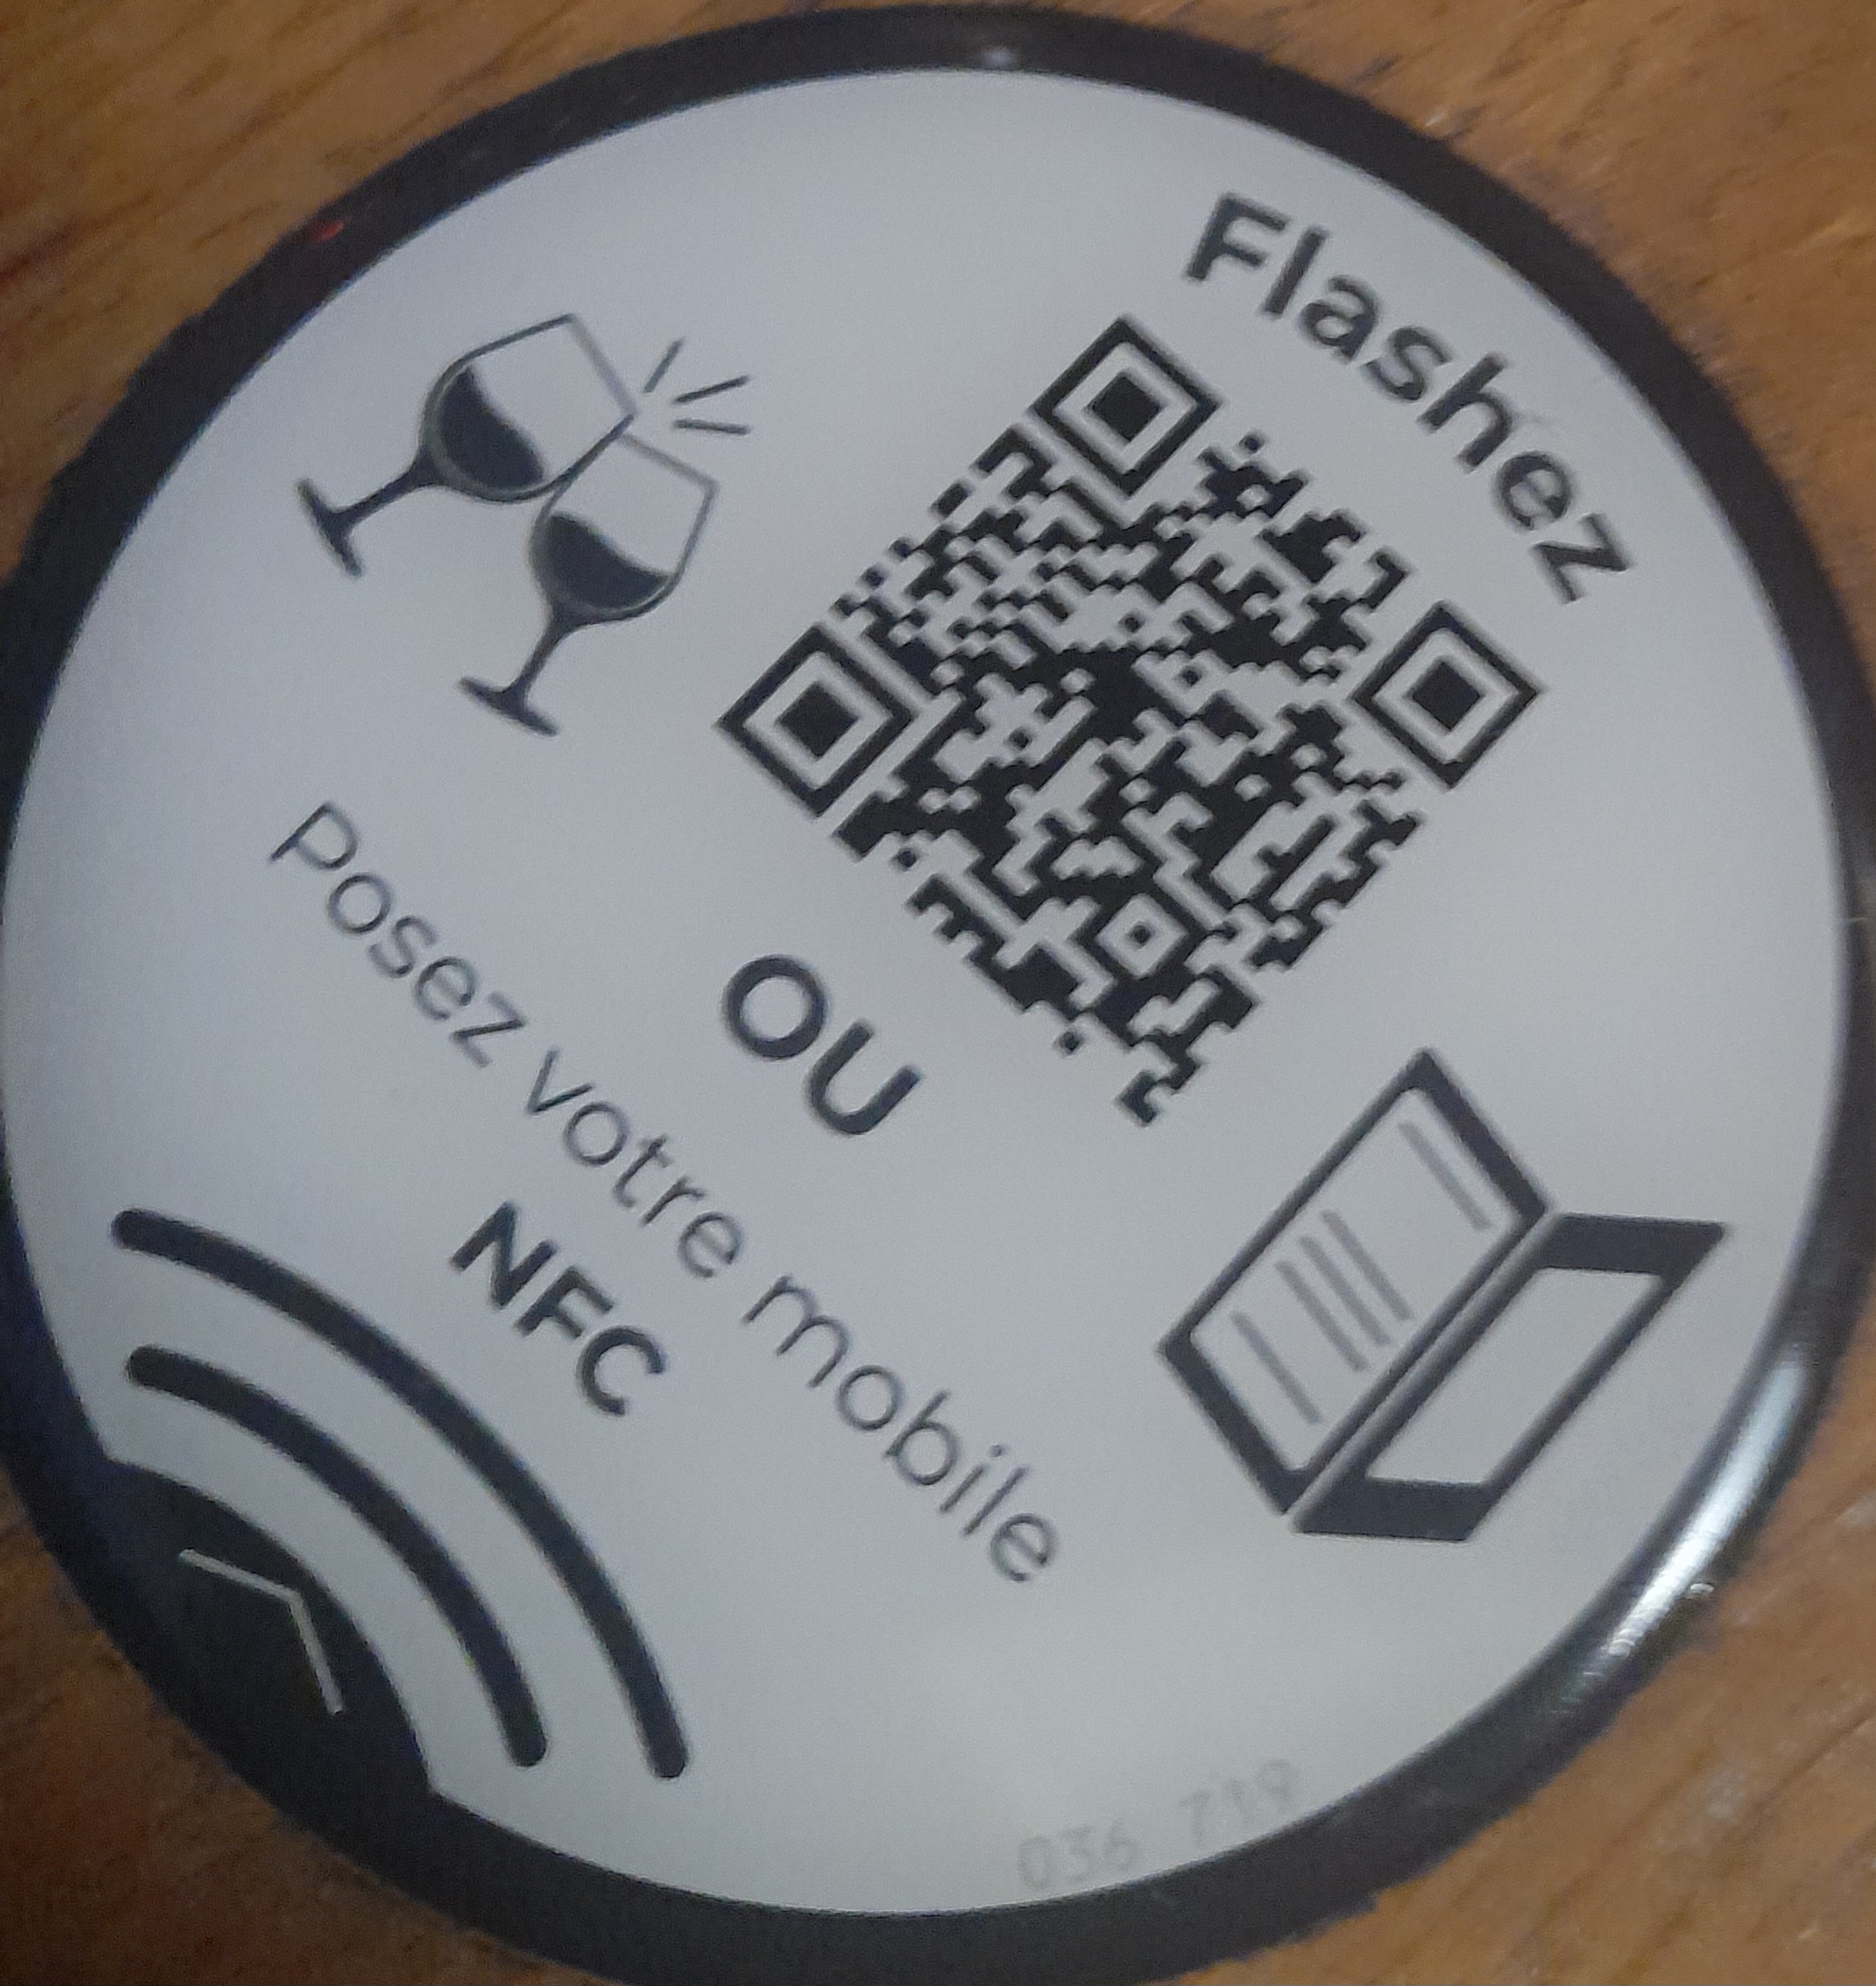 Flashez
OU
Posez votre mobile
NFC
036 719